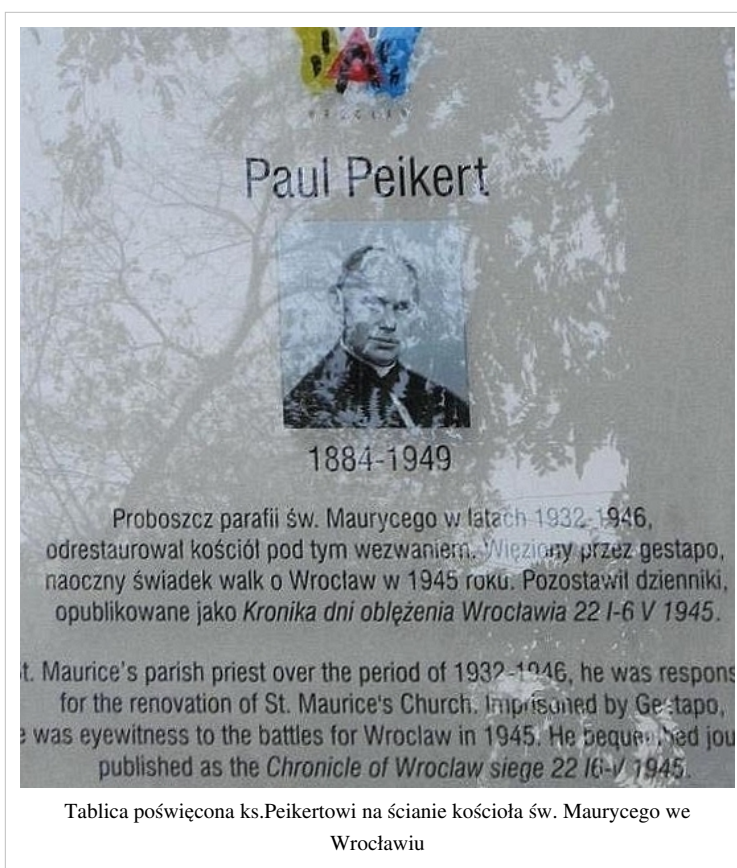 WROCŁAW
Paul Peikert
1884-1949
Proboszcz parafii św. Maurycego w latach 1932-1946,
odrestaurował kościół pod tym wezwaniem. Więziony przez gestapo,
naoczny świadek walk o Wrocław w 1945 roku. Pozostawił dzienniki,
opublikowane jako Kronika dni oblężenia Wrocławia 22 I-6 V 1945.
t. Maurice's parish priest over the period of 1932-1946, he was respons
for the renovation of St. Maurice's Church. Imprisoned by Gestapo,
e was eyewitness to the battles for Wroclaw in 1945. He bequeathed jou
published as the Chronicle of Wroclaw siege 22 I6-V 1945.
Tablica poświęcona ks.Peikertowi na ścianie kościoła św. Maurycego we
Wrocławiu